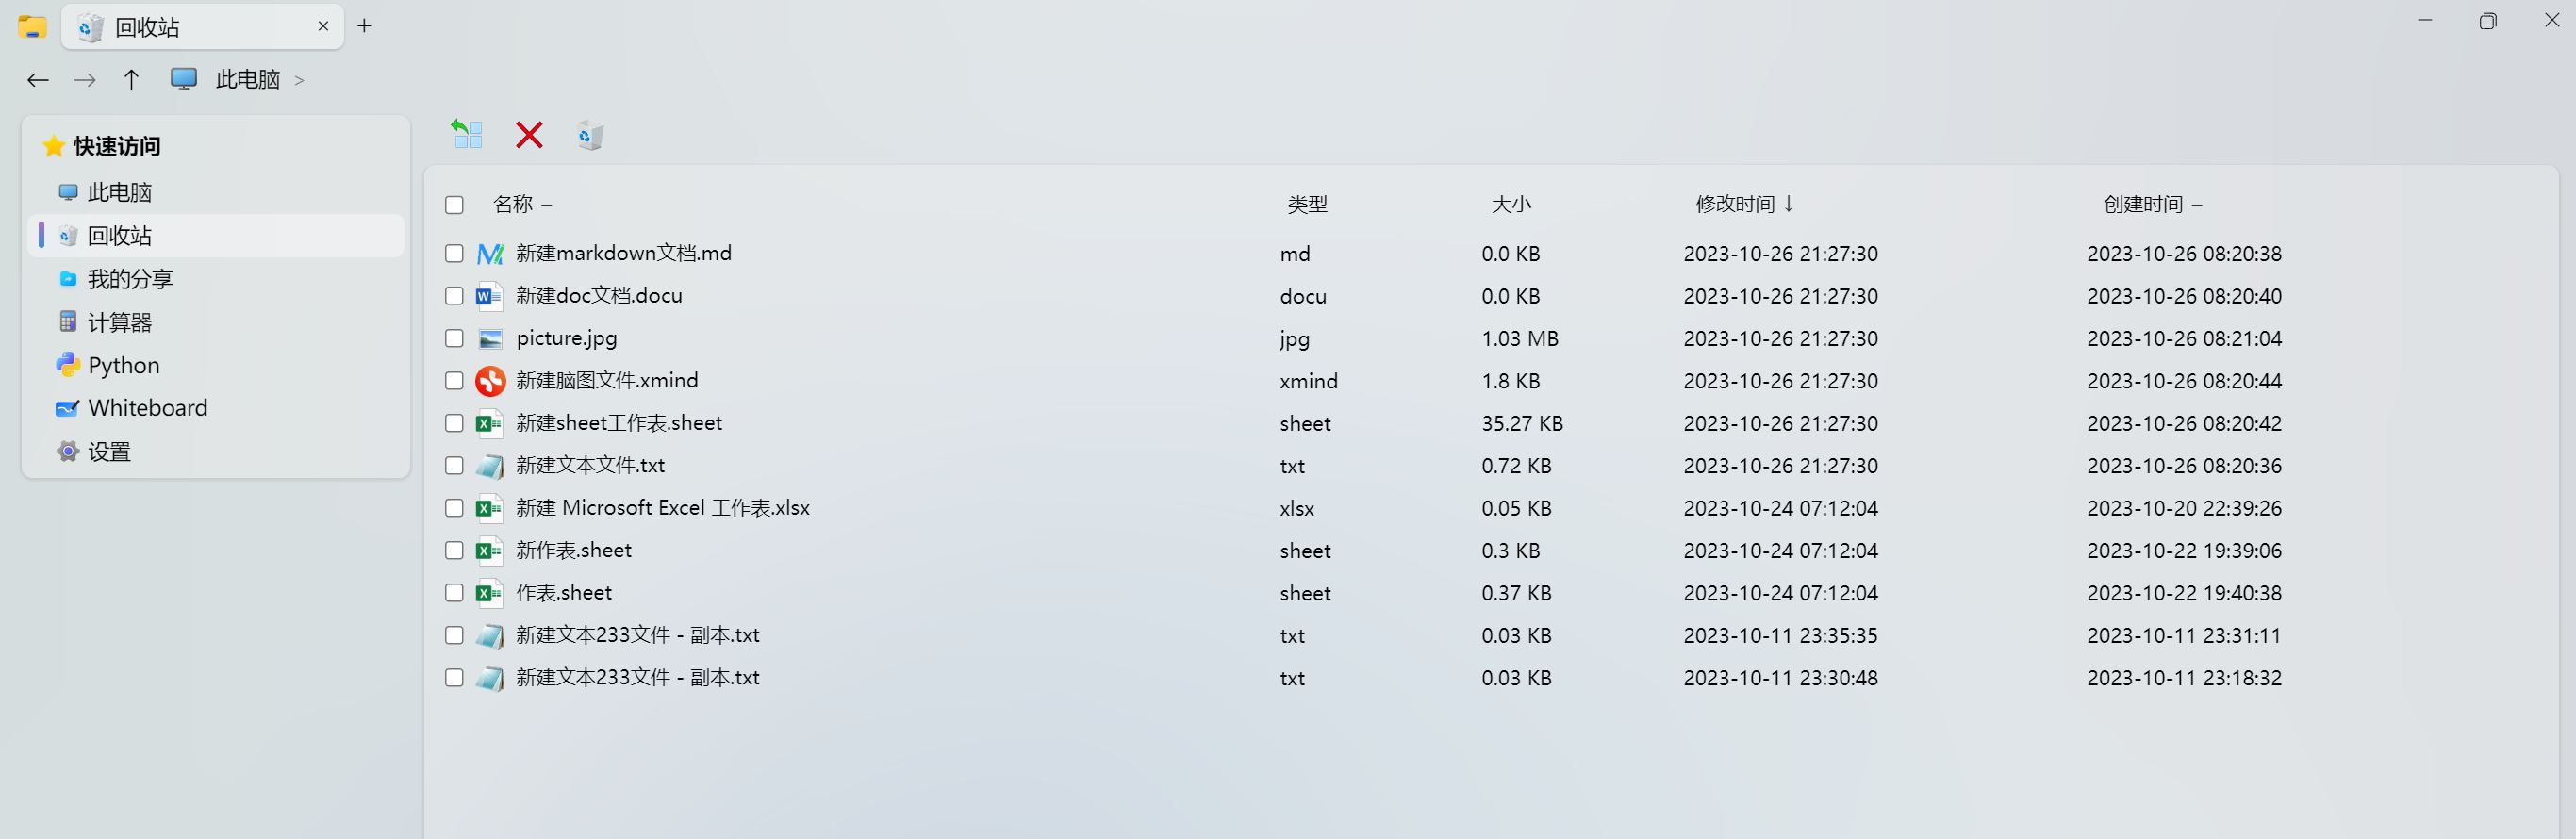 回收站
此电脑 >
快速访问
此电脑
回收站
我的分享
计算器
Python
Whiteboard
设置
名称 – 类型 大小 修改时间 ↓ 创建时间 –
新建markdown文档.md md 0.0 KB 2023-10-26 21:27:30 2023-10-26 08:20:38
新建doc文档.docu docu 0.0 KB 2023-10-26 21:27:30 2023-10-26 08:20:40
picture.jpg jpg 1.03 MB 2023-10-26 21:27:30 2023-10-26 08:21:04
新建脑图文件.xmind xmind 1.8 KB 2023-10-26 21:27:30 2023-10-26 08:20:44
新建sheet工作表.sheet sheet 35.27 KB 2023-10-26 21:27:30 2023-10-26 08:20:42
新建文本文件.txt txt 0.72 KB 2023-10-26 21:27:30 2023-10-26 08:20:36
新建 Microsoft Excel 工作表.xlsx xlsx 0.05 KB 2023-10-24 07:12:04 2023-10-20 22:39:26
新作表.sheet sheet 0.3 KB 2023-10-24 07:12:04 2023-10-22 19:39:06
作表.sheet sheet 0.37 KB 2023-10-24 07:12:04 2023-10-22 19:40:38
新建文本233文件 - 副本.txt txt 0.03 KB 2023-10-11 23:35:35 2023-10-11 23:31:11
新建文本233文件 - 副本.txt txt 0.03 KB 2023-10-11 23:30:48 2023-10-11 23:18:32